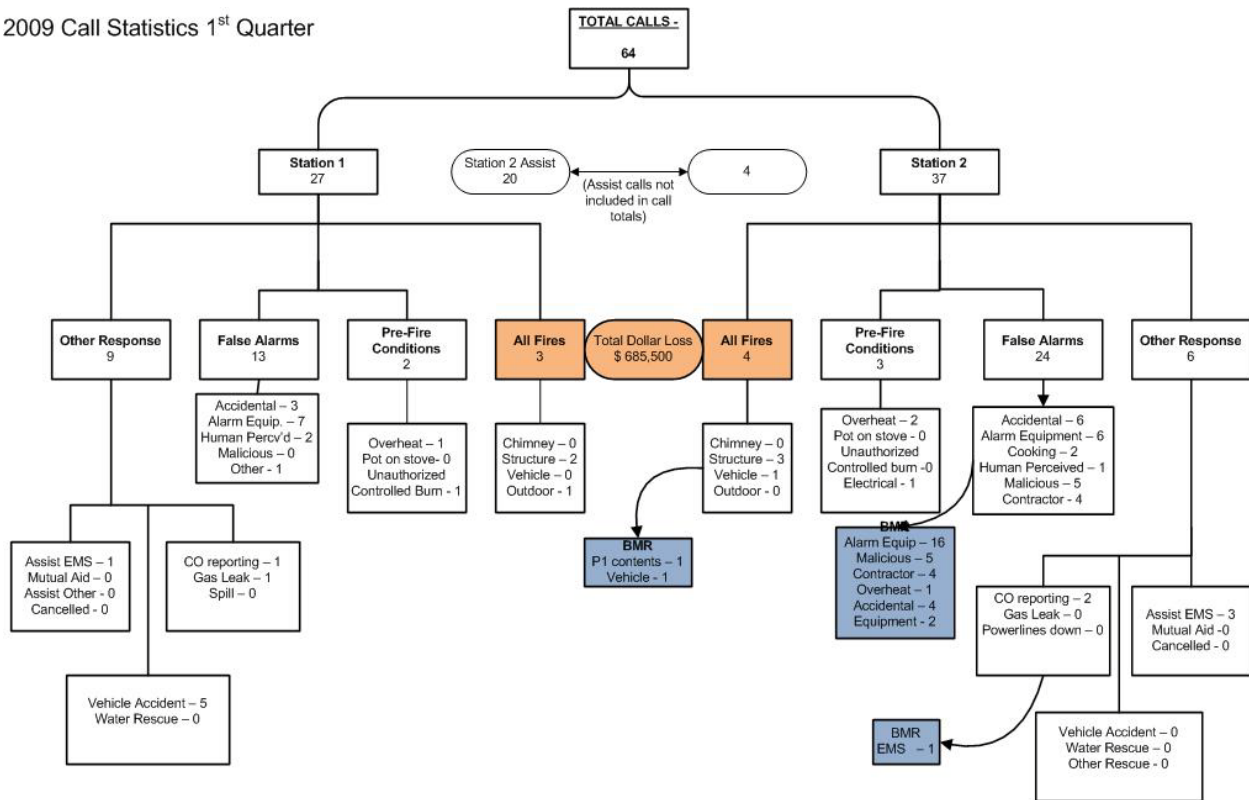 2009 Call Statistics 1st Quarter
TOTAL CALLS -
64
Station 1
27
Station 2 Assist
20
(Assist calls not
included in call
totals)
4
Station 2
37
Other Response
9
False Alarms
13
Pre-Fire
Conditions
2
All Fires
3
Total Dollar Loss
$ 685,500
All Fires
4
Pre-Fire
Conditions
3
False Alarms
24
Other Response
6
Accidental – 3
Alarm Equip. – 7
Human Percv'd – 2
Malicious – 0
Other - 1
Overheat – 1
Pot on stove- 0
Unauthorized
Controlled Burn - 1
Chimney – 0
Structure – 2
Vehicle – 0
Outdoor – 1
Chimney – 0
Structure – 3
Vehicle – 1
Outdoor – 0
Overheat – 2
Pot on stove - 0
Unauthorized
Controlled burn -0
Electrical – 1
Accidental – 6
Alarm Equipment – 6
Cooking – 2
Human Perceived – 1
Malicious – 5
Contractor – 4
BMR
P1 contents – 1
Vehicle - 1
BMR
Alarm Equip – 16
Malicious – 5
Contractor – 4
Overheat – 1
Accidental – 4
Equipment - 2
Assist EMS – 1
Mutual Aid – 0
Assist Other - 0
Cancelled - 0
CO reporting – 1
Gas Leak – 1
Spill – 0
CO reporting – 2
Gas Leak – 0
Powerlines down – 0
Assist EMS – 3
Mutual Aid -0
Cancelled - 0
Vehicle Accident – 5
Water Rescue – 0
BMR
EMS – 1
Vehicle Accident – 0
Water Rescue – 0
Other Rescue - 0